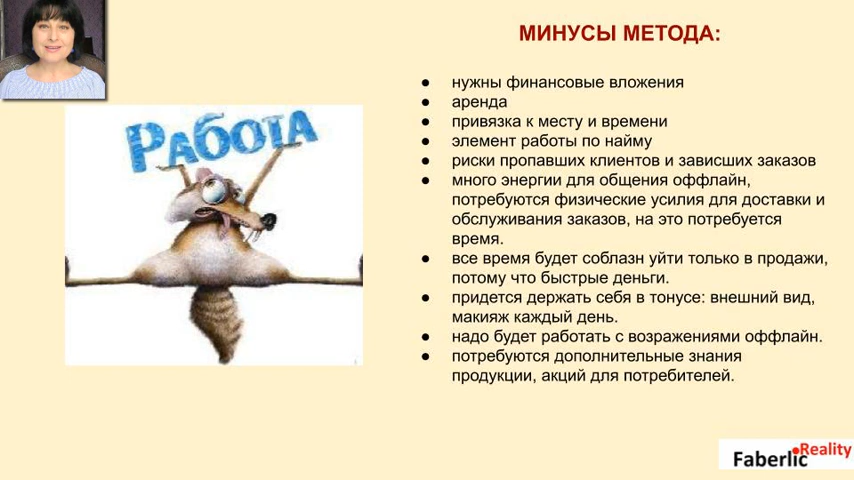 МИНУСЫ МЕТОДА:
Работа
● нужны финансовые вложения
● аренда
● привязка к месту и времени
● элемент работы по найму
● риски пропавших клиентов и зависших заказов
● много энергии для общения оффлайн,
потребуются физические усилия для доставки и
обслуживания заказов, на это потребуется
время.
● все время будет соблазн уйти только в продажи,
потому что быстрые деньги.
● придется держать себя в тонусе: внешний вид,
макияж каждый день.
● надо будет работать с возражениями оффлайн.
● потребуются дополнительные знания
продукции, акций для потребителей.
Faberlic Reality